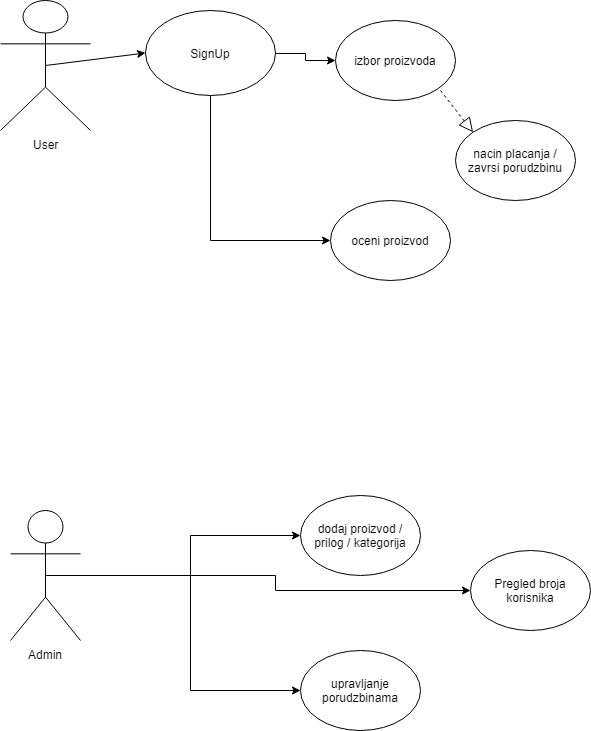 SignUp
izbor proizvoda
User
nacin placanja /
zavrsi porudzbinu
oceni proizvod
dodaj proizvod /
prilog / kategorija
Pregled broja
korisnika
Admin
upravljanje
porudzbinama